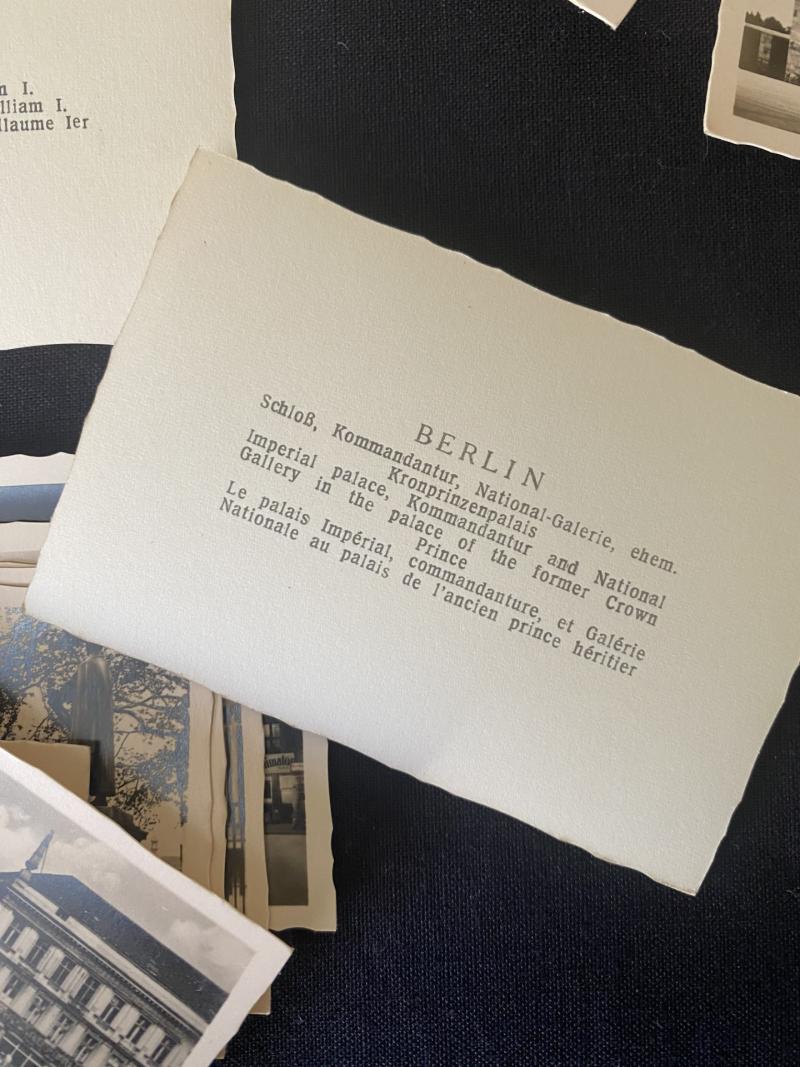 I.
lliam I.
llaume Ier
BERLIN
Schloß, Kommandantur, National-Galerie, ehem.
Kronprinzenpalais
Imperial palace, Kommandantur and National
Gallery in the palace of the former Crown
Prince
Le palais Impérial, commandanture, et Galérie
Nationale au palais de l'ancien prince héritier